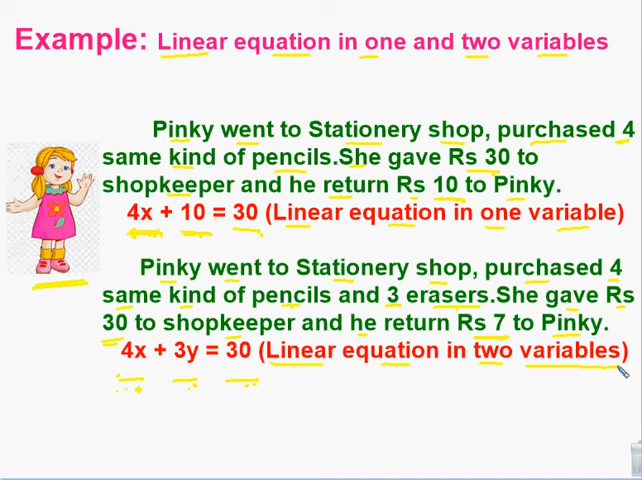 Example: Linear equation in one and two variables
Pinky went to Stationery shop, purchased 4
same kind of pencils.She gave Rs 30 to
shopkeeper and he return Rs 10 to Pinky.
4x + 10 = 30 (Linear equation in one variable)
Pinky went to Stationery shop, purchased 4
same kind of pencils and 3 erasers.She gave Rs
30 to shopkeeper and he return Rs 7 to Pinky.
4x + 3y = 30 (Linear equation in two variables)